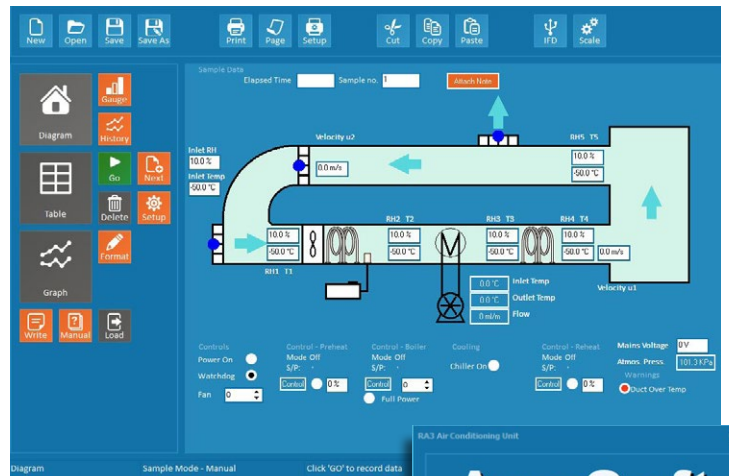 New Open Save Save As Print Page Setup Cut Copy Paste IFD Scale
Sample Data
Elapsed Time Sample no. 1 Attach Note
Diagram
Gauge
History
Table
Go Next
Delete Setup
Graph
Format
Write Manual Load
Inlet RH
10.0 %
Inlet Temp
-50.0 °C
Velocity u2
0.0 m/s
RH5 T5
10.0 %
-50.0 °C
10.0 %
-50.0 °C
RH1 T1
RH2 T2
10.0 %
-50.0 °C
RH3 T3
10.0 %
-50.0 °C
RH4 T4
10.0 %
-50.0 °C
0.0 m/s
Velocity u1
0.0 °C Inlet Temp
0.0 °C Outlet Temp
0 ml/m Flow
Controls
Power On
Watchdog
Fan 0
Control - Preheat
Mode Off
S/P: -
Control 0 %
Control - Boiler
Mode Off
S/P: -
Control 0
Full Power
Cooling
Chiller On
Control - Reheat
Mode Off
S/P: -
Control 0 %
Mains Voltage 0 V
Atmos. Press. 101.3 KPa
Warnings
Duct Over Temp
Diagram Sample Mode - Manual Click 'GO' to record data
RA3 Air Conditioning Unit